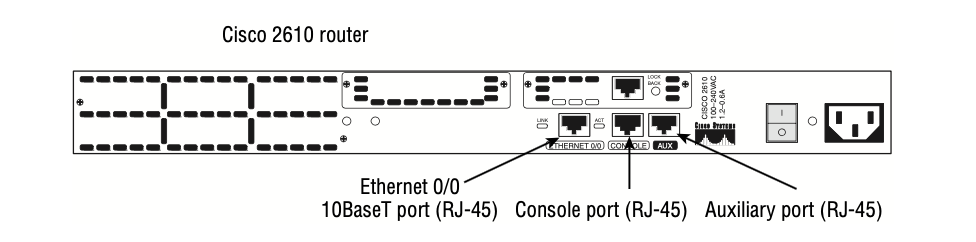 Cisco 2610 router
LOOP
BACK
CISCO 2610
100–240VAC
1.2–0.6A
LINK
ACT
CISCO SYSTEMS
ETHERNET 0/0
CONSOLE
AUX
Ethernet 0/0
10BaseT port (RJ-45)
Console port (RJ-45)
Auxiliary port (RJ-45)